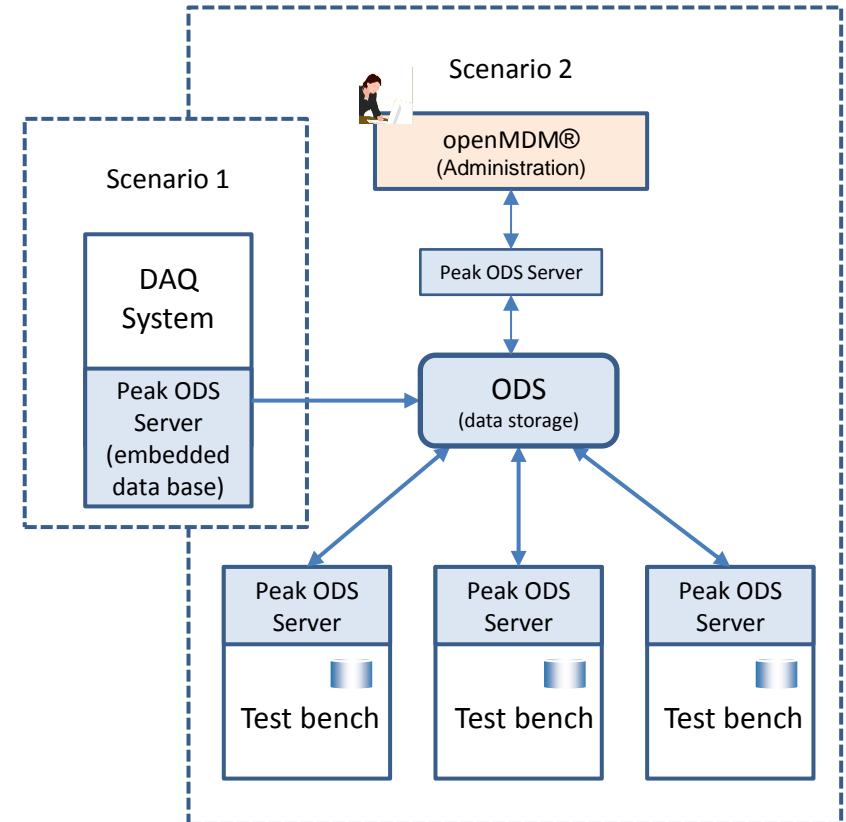 Scenario 2
openMDM®
(Administration)
Scenario 1
Peak ODS Server
DAQ
System
Peak ODS
Server
(embedded
data base)
ODS
(data storage)
Peak ODS
Server
Test bench
Peak ODS
Server
Test bench
Peak ODS
Server
Test bench